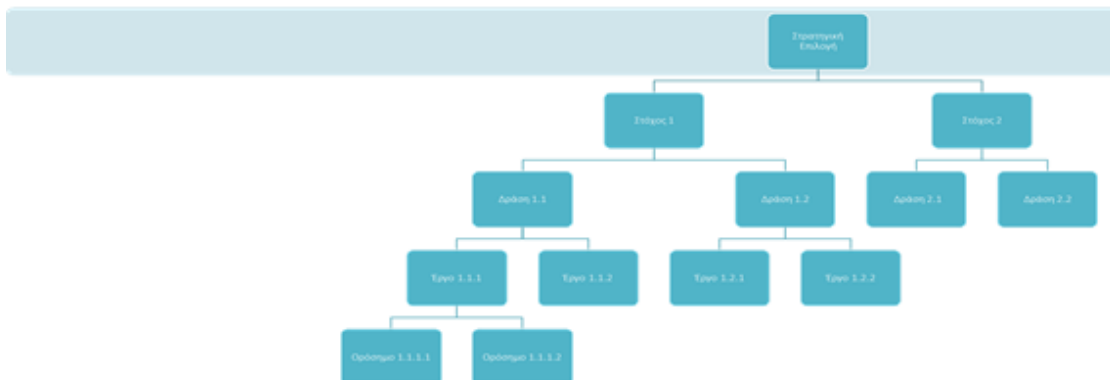 Στρατηγική
Επιλογή
Στόχος 1
Στόχος 2
Δράση 1.1
Δράση 1.2
Δράση 2.1
Δράση 2.2
Έργο 1.1.1
Έργο 1.1.2
Έργο 1.2.1
Έργο 1.2.2
Ορόσημο 1.1.1.1
Ορόσημο 1.1.1.2